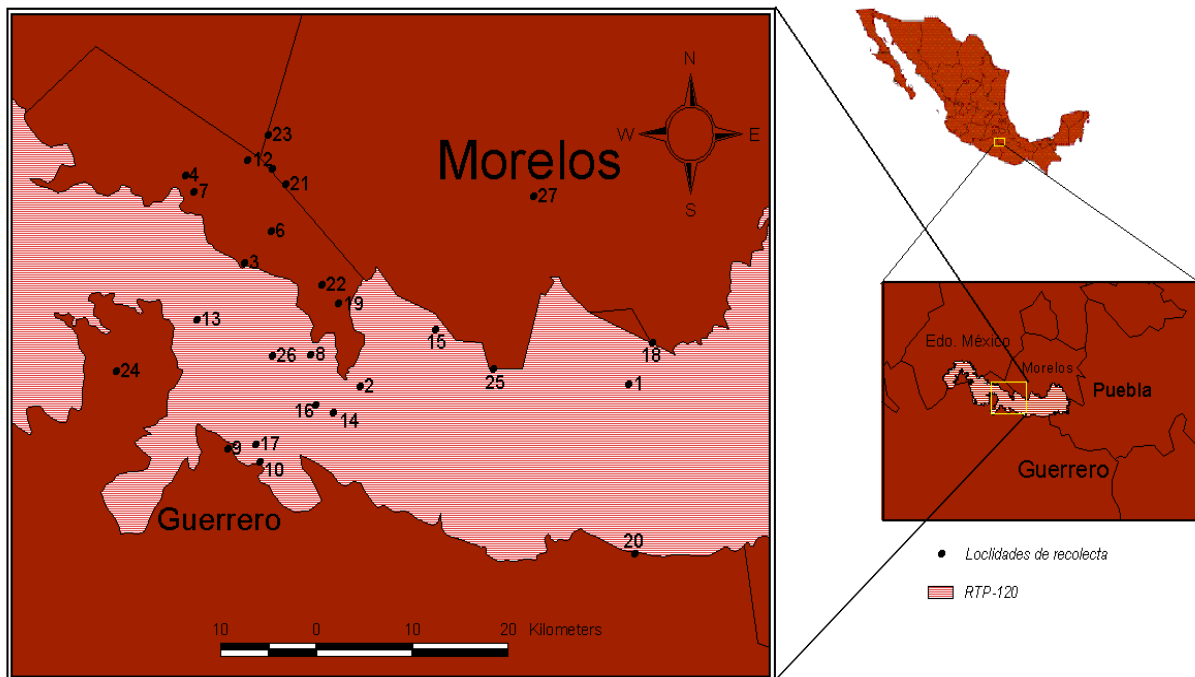 N
W E
S
23
12
4
7
21
Morelos
27
6
3
22
19
13
15
18
8
26
24
25
2
1
16
14
17
9
10
Guerrero
20
10 0 10 20 Kilometers
Edo. México
Morelos
Puebla
Guerrero
Loclidades de recolecta
RTP-120